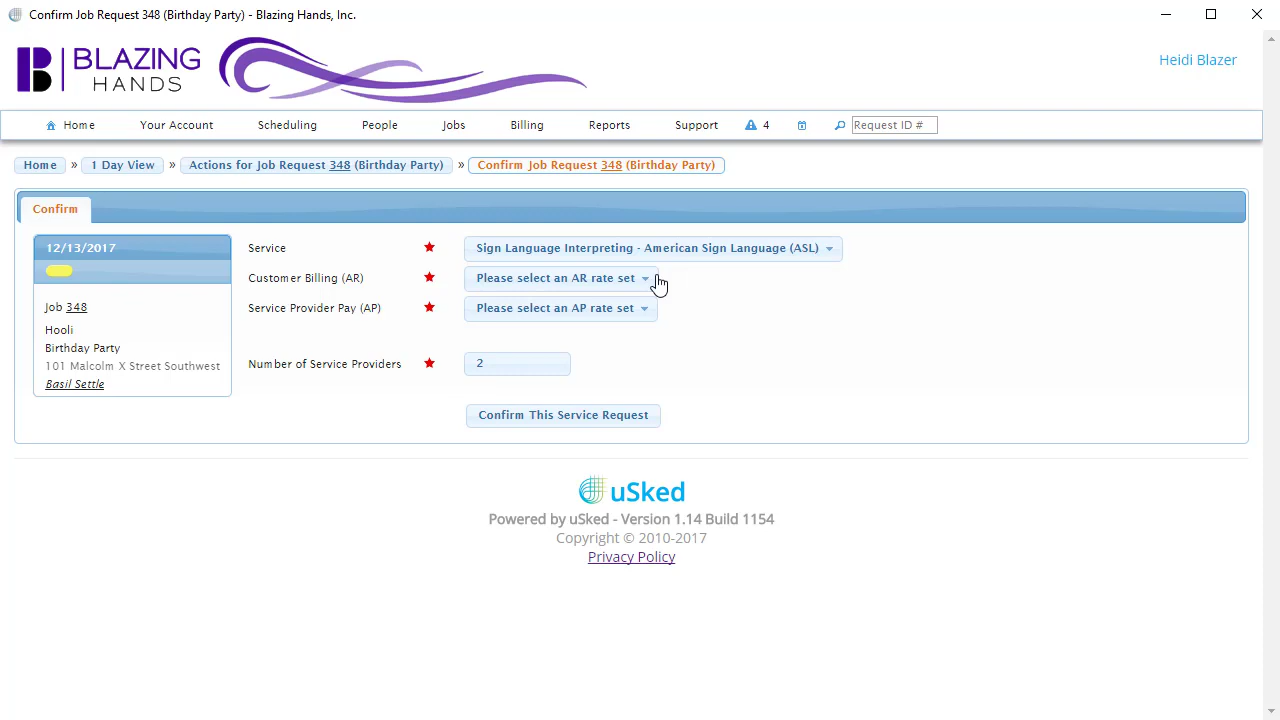 Confirm Job Request 348 (Birthday Party) - Blazing Hands, Inc.
BLAZING
HANDS
Heidi Blazer
Home Your Account Scheduling People Jobs Billing Reports Support 4 Request ID #
Home » 1 Day View » Actions for Job Request 348 (Birthday Party) » Confirm Job Request 348 (Birthday Party)
Confirm
12/13/2017
Job 348
Hooli
Birthday Party
101 Malcolm X Street Southwest
Basil Settle
Service Sign Language Interpreting - American Sign Language (ASL)
Customer Billing (AR) Please select an AR rate set
Service Provider Pay (AP) Please select an AP rate set
Number of Service Providers 2
Confirm This Service Request
uSked
Powered by uSked - Version 1.14 Build 1154
Copyright © 2010-2017
Privacy Policy